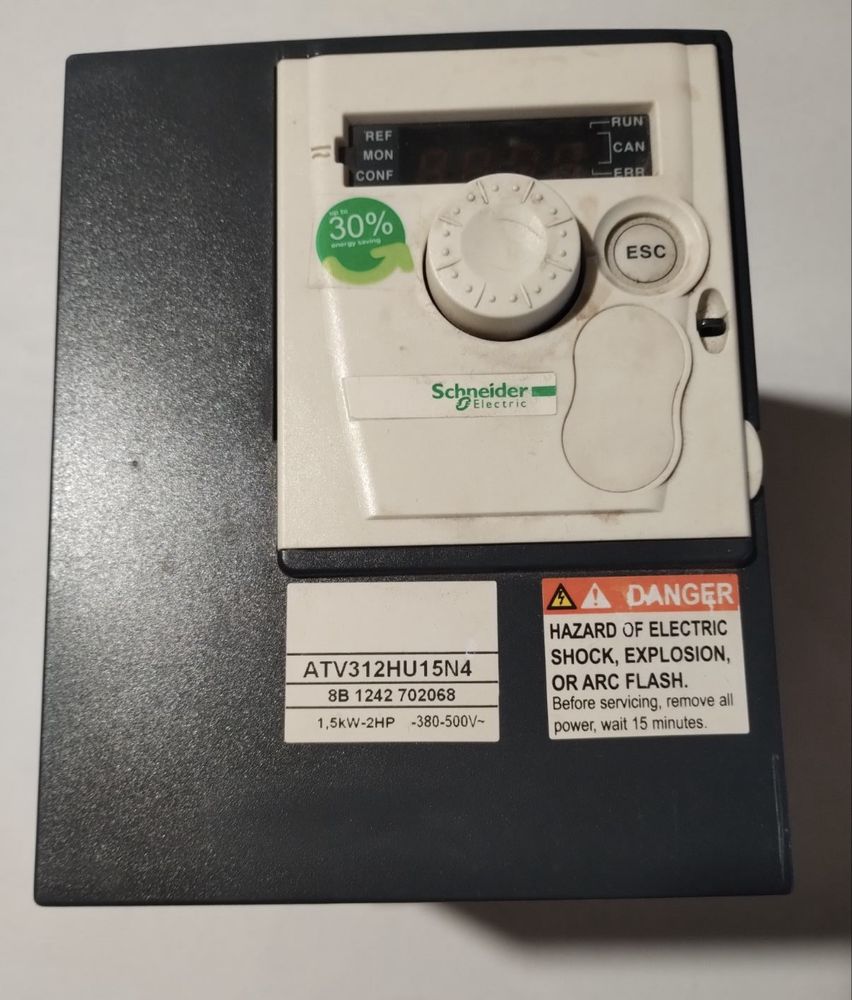 REF
MON
CONF
RUN
CAN
ERR
up to
30%
energy saving
ESC
Schneider
Electric
ATV312HU15N4
8B 1242 702068
1,5kW-2HP -380-500V~
DANGER
HAZARD OF ELECTRIC
SHOCK, EXPLOSION,
OR ARC FLASH.
Before servicing, remove all
power, wait 15 minutes.